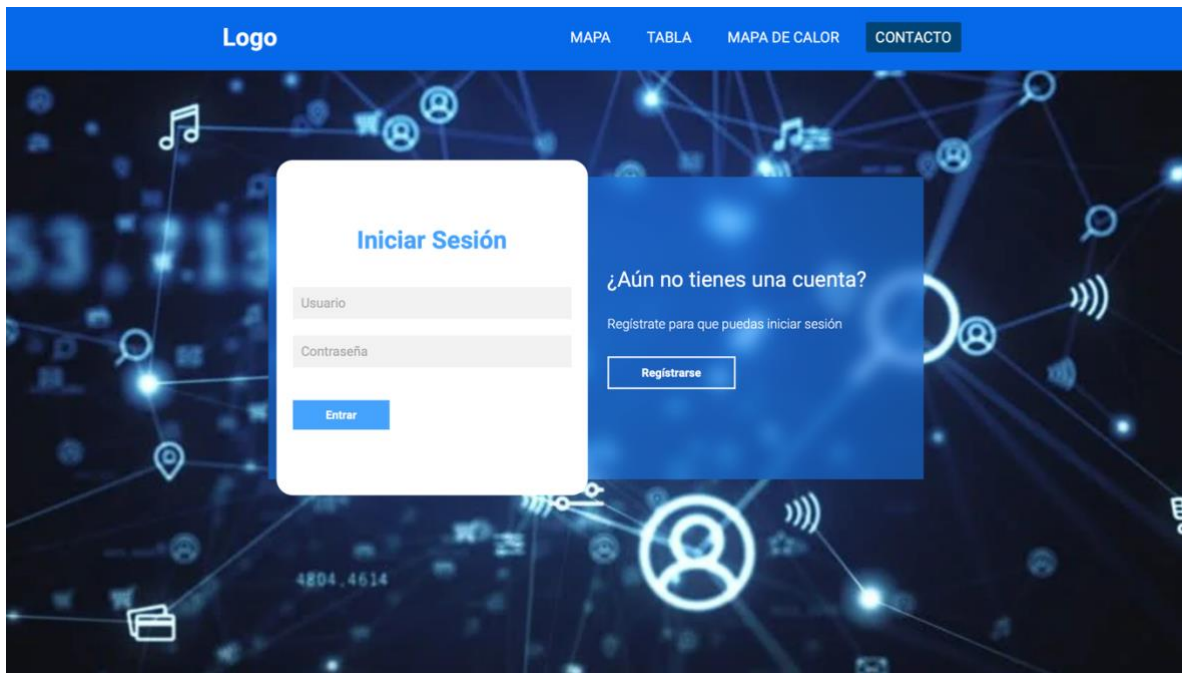 Logo
MAPA TABLA MAPA DE CALOR CONTACTO
Iniciar Sesión
Usuario
Contraseña
Entrar
¿Aún no tienes una cuenta?
Regístrate para que puedas iniciar sesión
Regístrarse
4804.4614